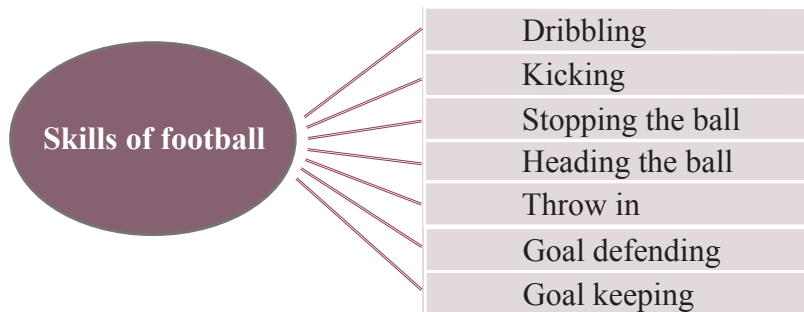 Skills of football
Dribbling
Kicking
Stopping the ball
Heading the ball
Throw in
Goal defending
Goal keeping